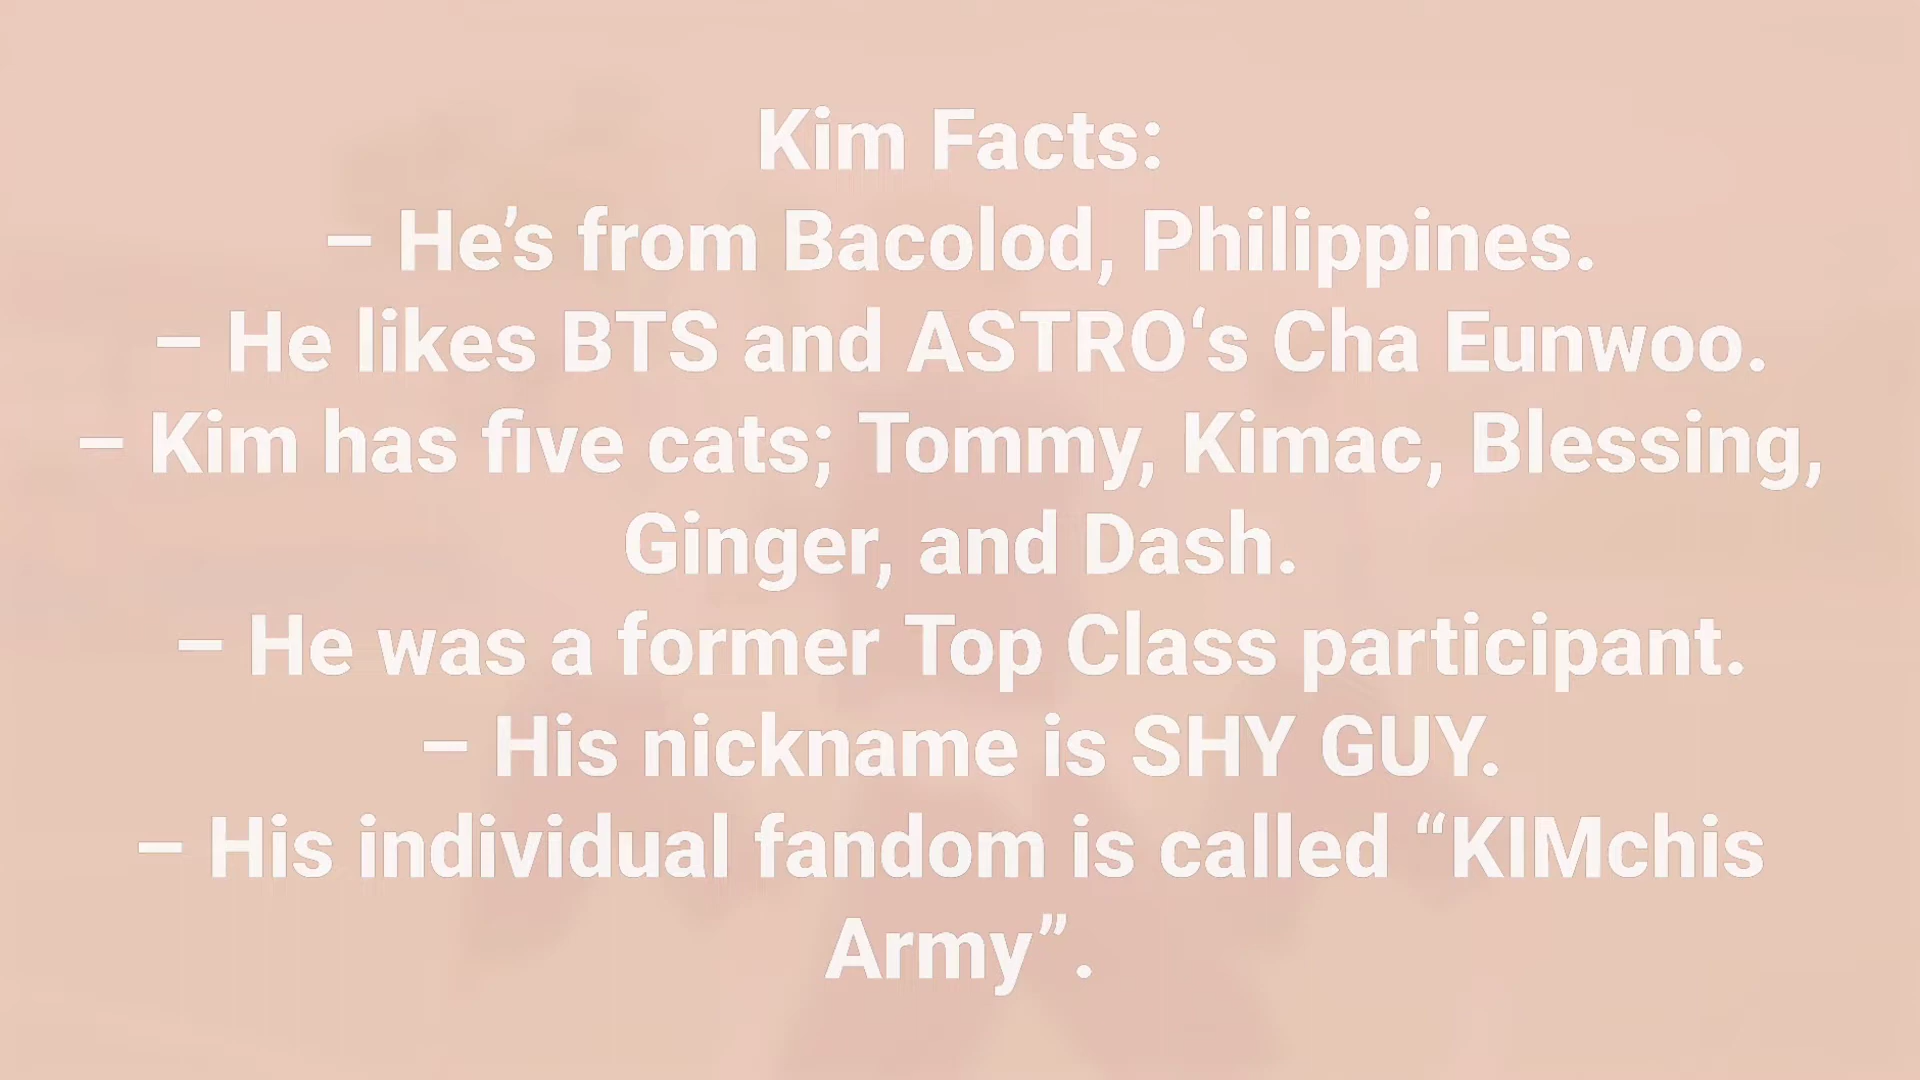 Kim Facts:
– He’s from Bacolod, Philippines.
– He likes BTS and ASTRO‘s Cha Eunwoo.
– Kim has five cats; Tommy, Kimac, Blessing,
Ginger, and Dash.
– He was a former Top Class participant.
– His nickname is SHY GUY.
– His individual fandom is called “KIMchis
Army”.